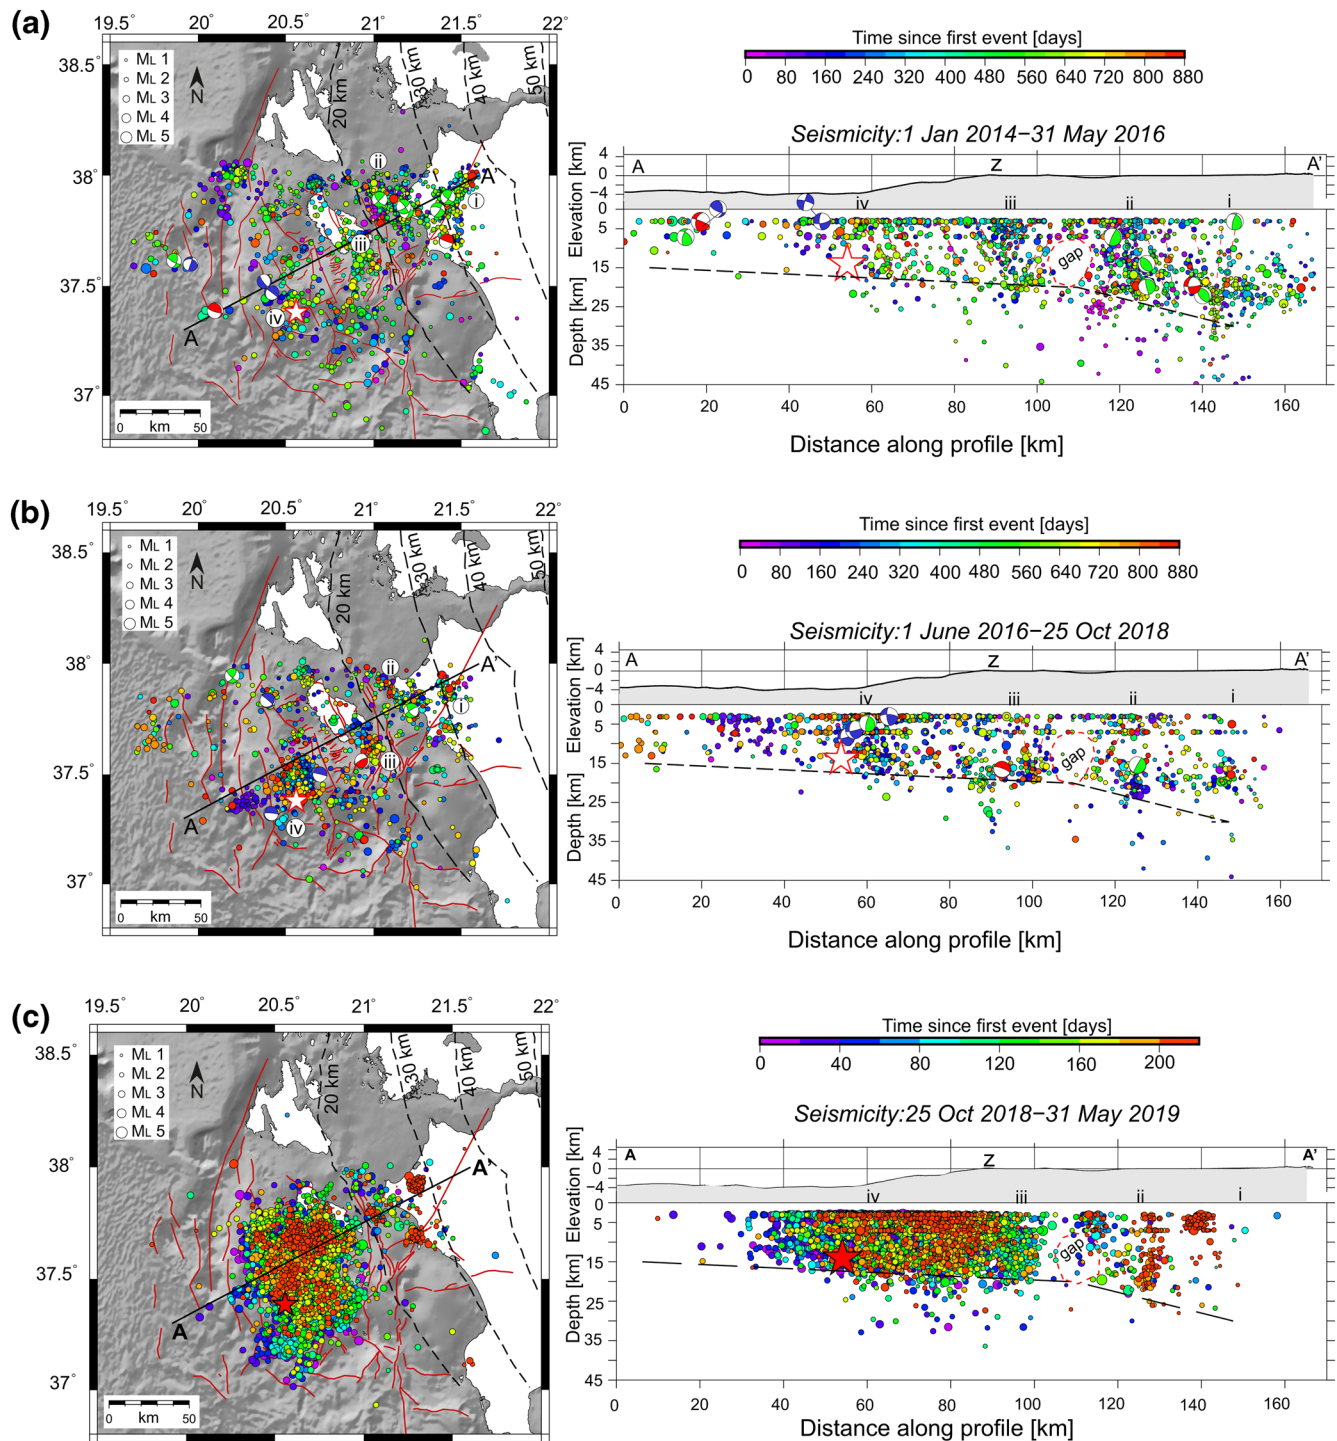 (a)
19.5° 20° 20.5° 21° 21.5° 22°
38.5°
38°
37.5°
37°
ML 1
ML 2
ML 3
ML 4
ML 5
N
20 km
30 km
40 km
50 km
ii
A'
i
iii
iv
A
0 50
km
Time since first event [days]
0 80 160 240 320 400 480 560 640 720 800 880
Seismicity:1 Jan 2014−31 May 2016
A Z A'
Elevation [km]
4
0
−4
iv iii ii i
Depth [km]
0
5
15
25
35
45
gap
0 20 40 60 80 100 120 140 160
Distance along profile [km]
(b)
19.5° 20° 20.5° 21° 21.5° 22°
38.5°
38°
37.5°
37°
ML 1
ML 2
ML 3
ML 4
ML 5
N
20 km
30 km
40 km
50 km
ii
A'
i
iii
iv
A
0 50
km
Time since first event [days]
0 80 160 240 320 400 480 560 640 720 800 880
Seismicity:1 June 2016−25 Oct 2018
A Z A'
Elevation [km]
4
0
−4
iv iii ii i
Depth [km]
0
5
15
25
35
45
gap
0 20 40 60 80 100 120 140 160
Distance along profile [km]
(c)
19.5° 20° 20.5° 21° 21.5° 22°
38.5°
38°
37.5°
37°
ML 1
ML 2
ML 3
ML 4
ML 5
N
20 km
30 km
40 km
50 km
A'
A
0 50
km
Time since first event [days]
0 40 80 120 160 200
Seismicity:25 Oct 2018−31 May 2019
A Z A'
Elevation [km]
4
0
−4
iv iii ii i
Depth [km]
0
5
15
25
35
45
gap
0 20 40 60 80 100 120 140 160
Distance along profile [km]